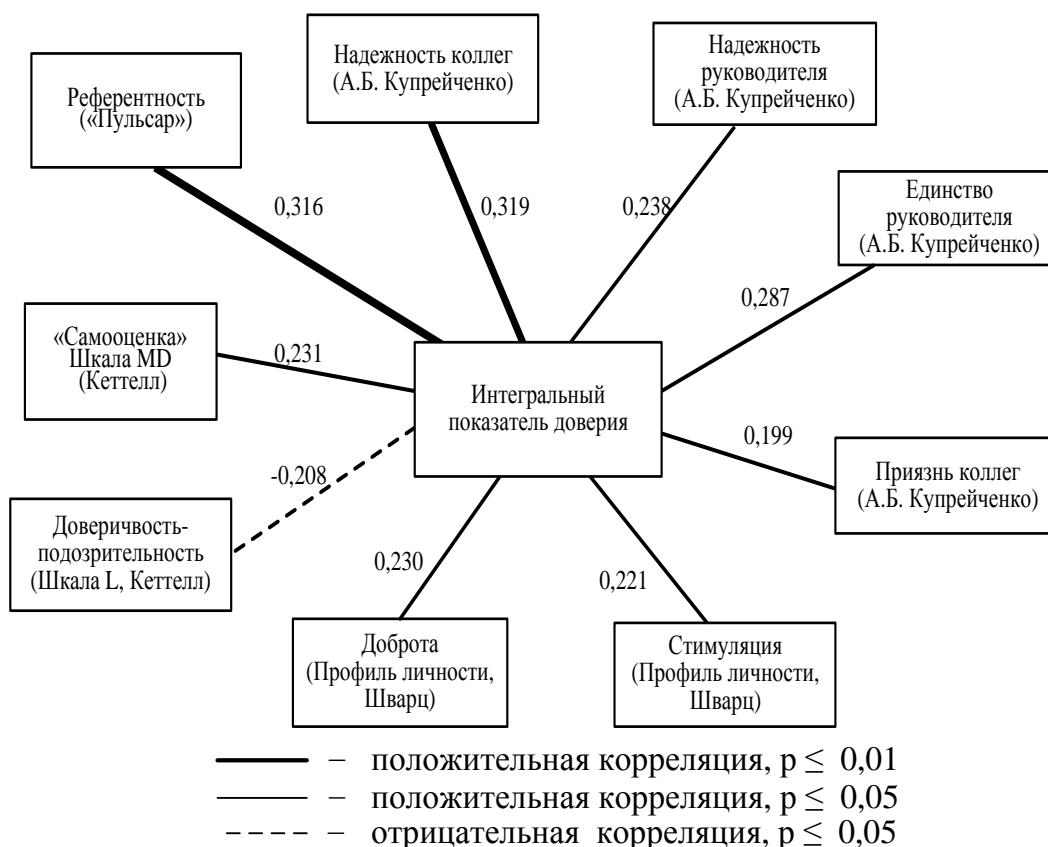 Надежность коллег
(А.Б. Купрейченко)
Надежность
руководителя
(А.Б. Купрейченко)
Референтность
(«Пульсар»)
Единство
руководителя
(А.Б. Купрейченко)
0,316
0,319
0,238
0,287
«Самооценка»
Шкала MD
(Кеттелл)
0,231
Интегральный
показатель доверия
0,199
Приязнь коллег
(А.Б. Купрейченко)
-0,208
Доверичвость-
подозрительность
(Шкала L, Кеттелл)
0,230
0,221
Доброта
(Профиль личности,
Шварц)
Стимуляция
(Профиль личности,
Шварц)
– положительная корреляция, p ≤ 0,01
– положительная корреляция, p ≤ 0,05
– отрицательная корреляция, p ≤ 0,05